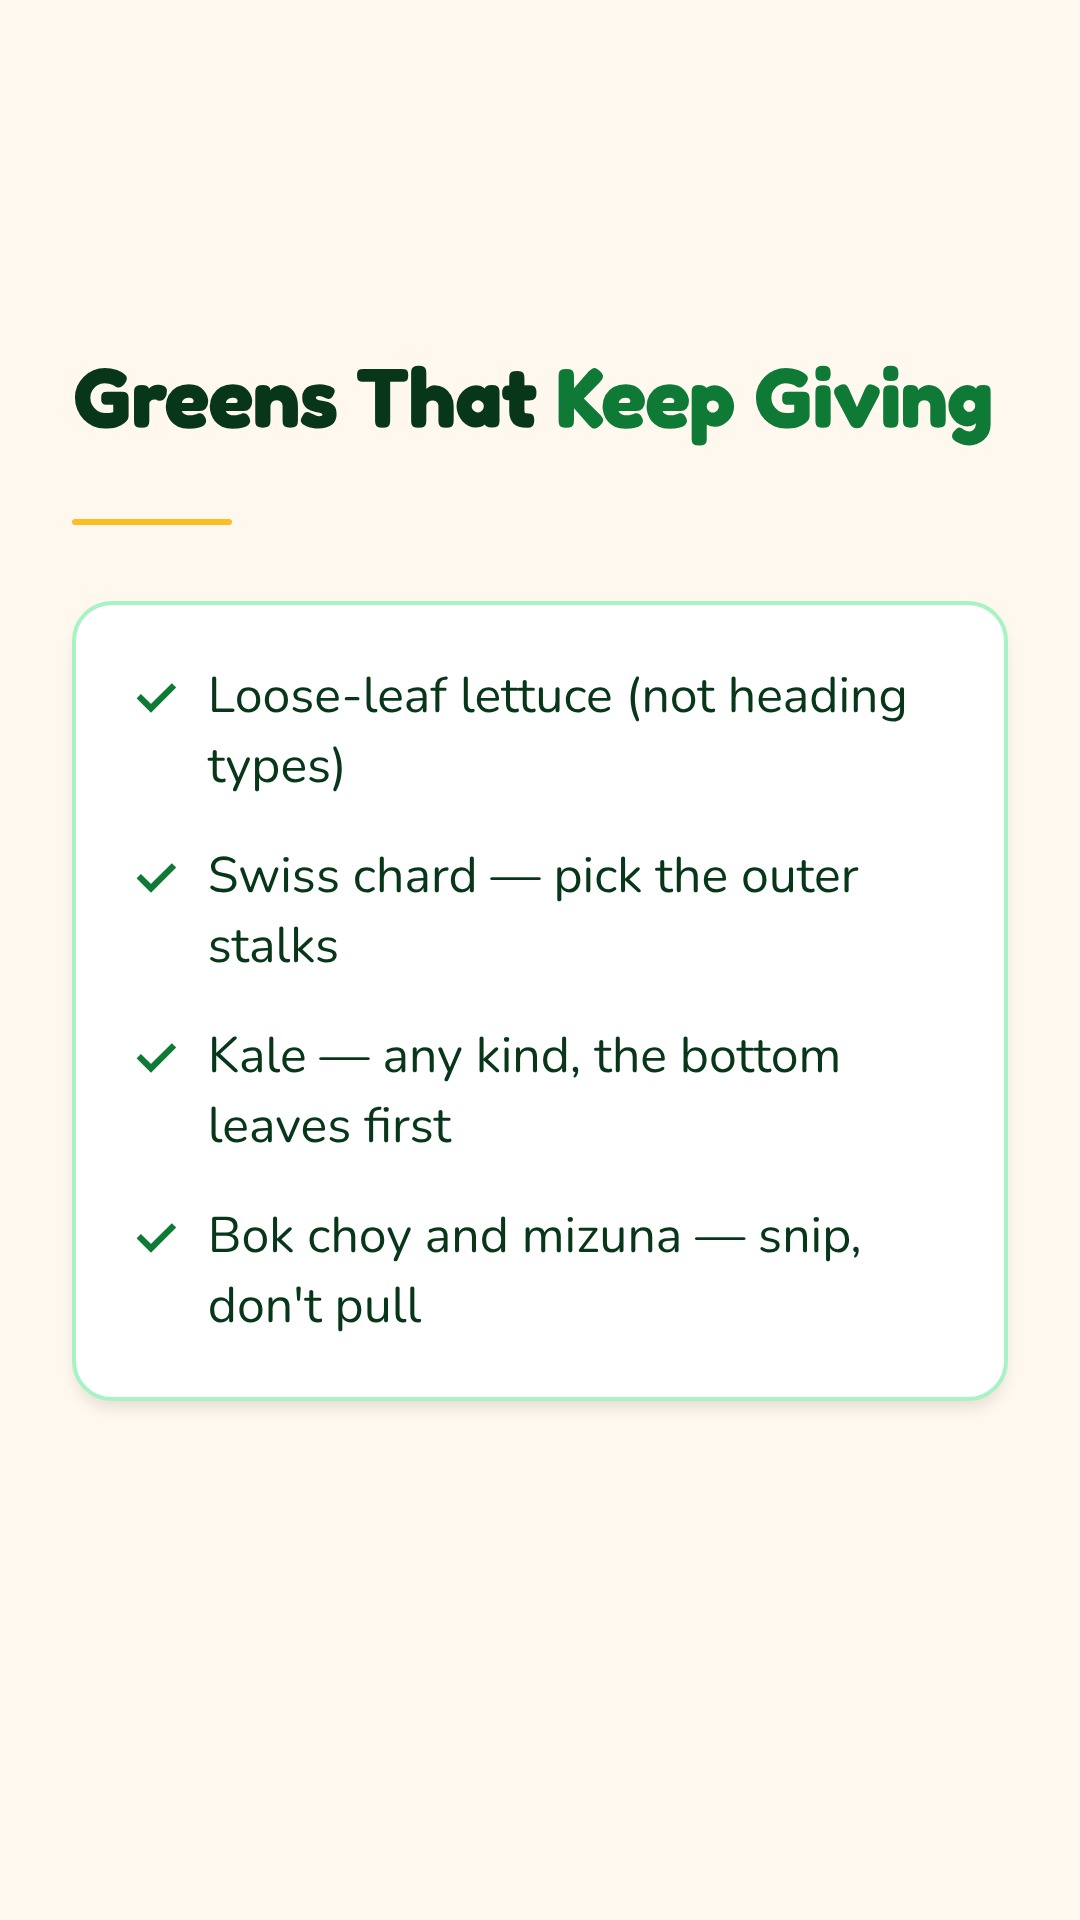 Greens That Keep Giving
Loose-leaf lettuce (not heading
types)
Swiss chard — pick the outer
stalks
Kale — any kind, the bottom
leaves first
Bok choy and mizuna — snip,
don't pull